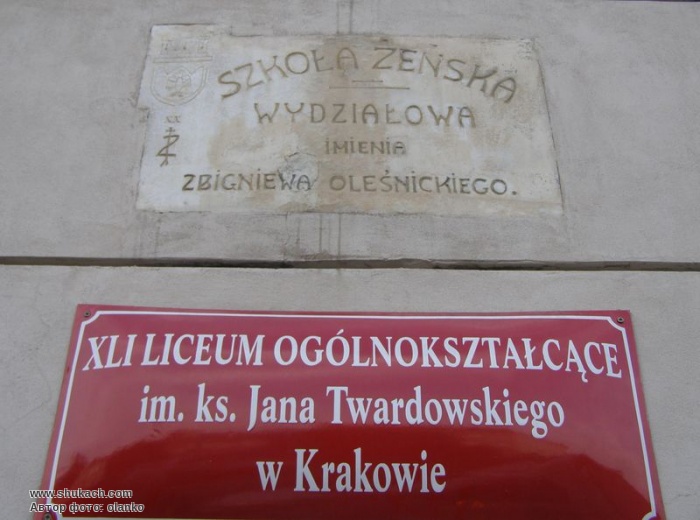 SZKOŁA ŻEŃSKA
WYDZIAŁOWA
IMIENIA
ZBIGNIEWA OLEŚNICKIEGO.
XLI LICEUM OGÓLNOKSZTAŁCĄCE
im. ks. Jana Twardowskiego
w Krakowie
www.shukach.com
Автор фото: olanko